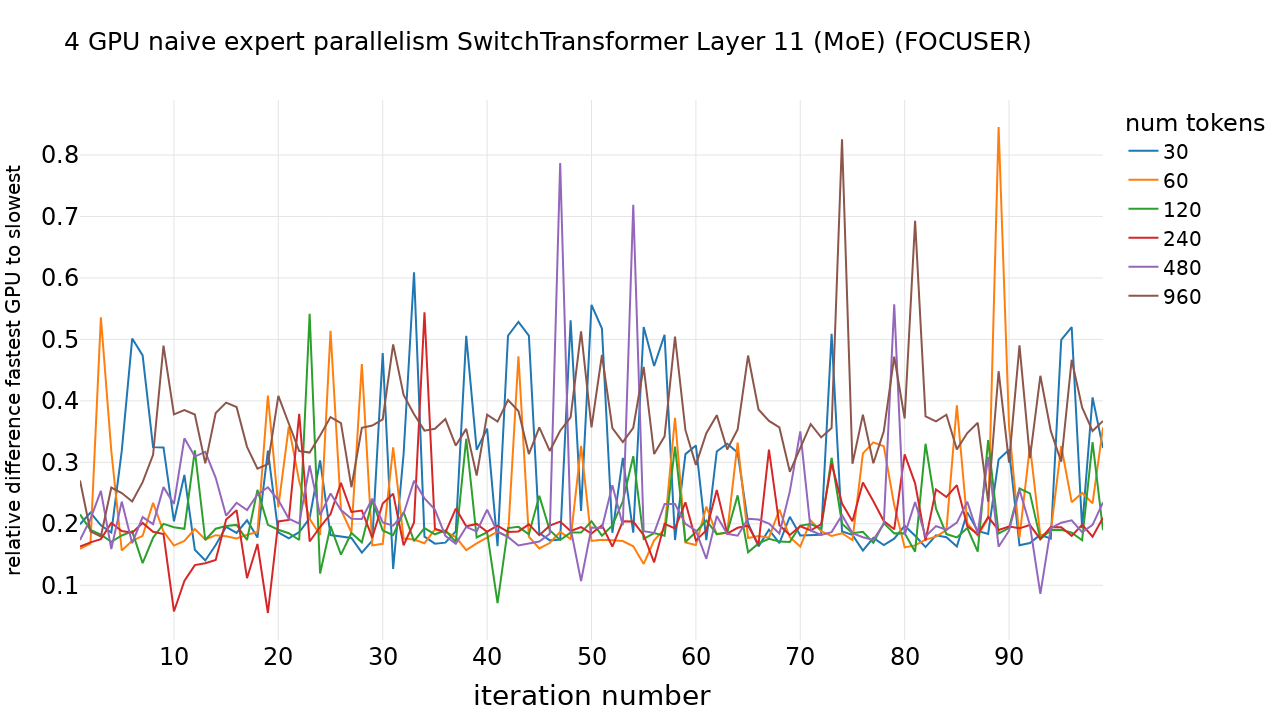 4 GPU naive expert parallelism SwitchTransformer Layer 11 (MoE) (FOCUSER)
num tokens
30
60
120
240
480
960
relative difference fastest GPU to slowest
0.8
0.7
0.6
0.5
0.4
0.3
0.2
0.1
10 20 30 40 50 60 70 80 90
iteration number